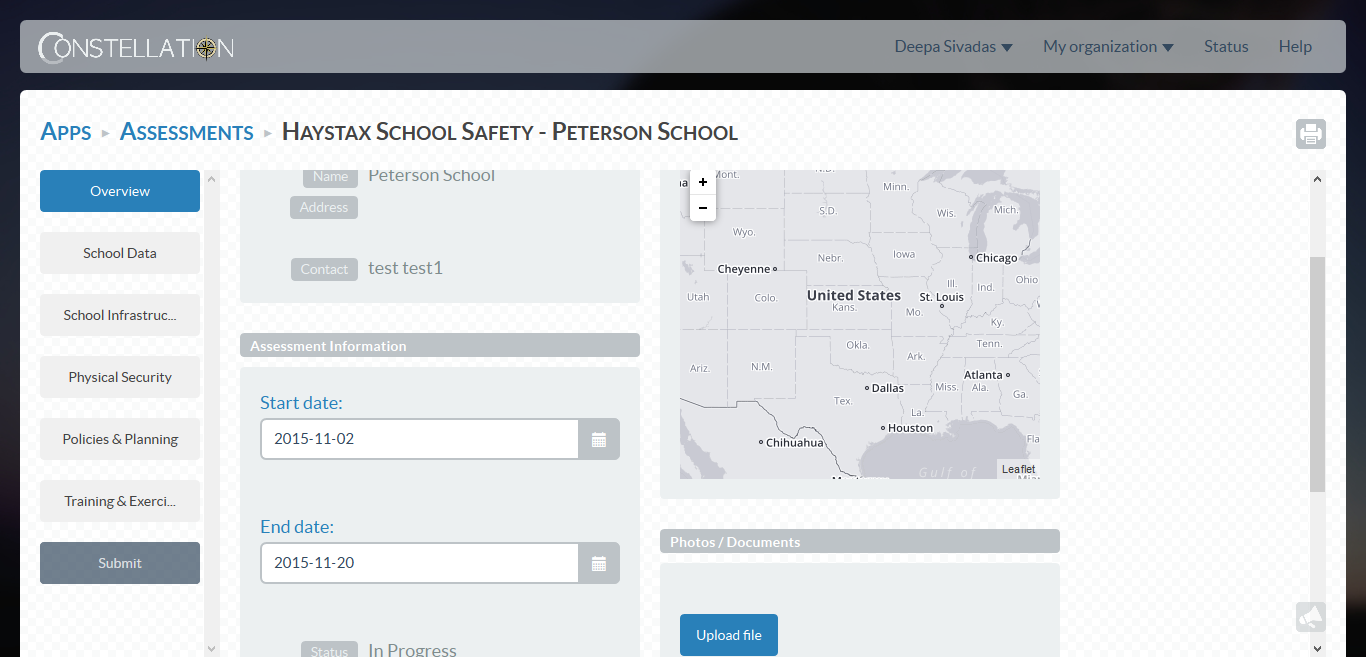 CONSTELLATION
Deepa Sivadas
My organization
Status
Help
APPS
ASSESSMENTS
HAYSTAX SCHOOL SAFETY - PETERSON SCHOOL
Overview
School Data
School Infrastruc...
Physical Security
Policies & Planning
Training & Exerci...
Submit
Name Peterson School
Address
Contact test test1
Assessment Information
Start date:
2015-11-02
End date:
2015-11-20
Status In Progress
+
−
Mont.
N.D.
Minn.
S.D.
Wis.
Mich.
Wyo.
Nebr.
Iowa
Chicago
Cheyenne
Ill.
Ind.
Ohio
Utah
Colo.
United States
Kans.
St. Louis
Mo.
Ky.
Okla.
Tenn.
Ark.
Ariz.
N.M.
Atlanta
Dallas
Miss.
Ala.
Ga.
Tex.
La.
Houston
Chihuahua
Fla
Gulf of
Leaflet
Photos / Documents
Upload file